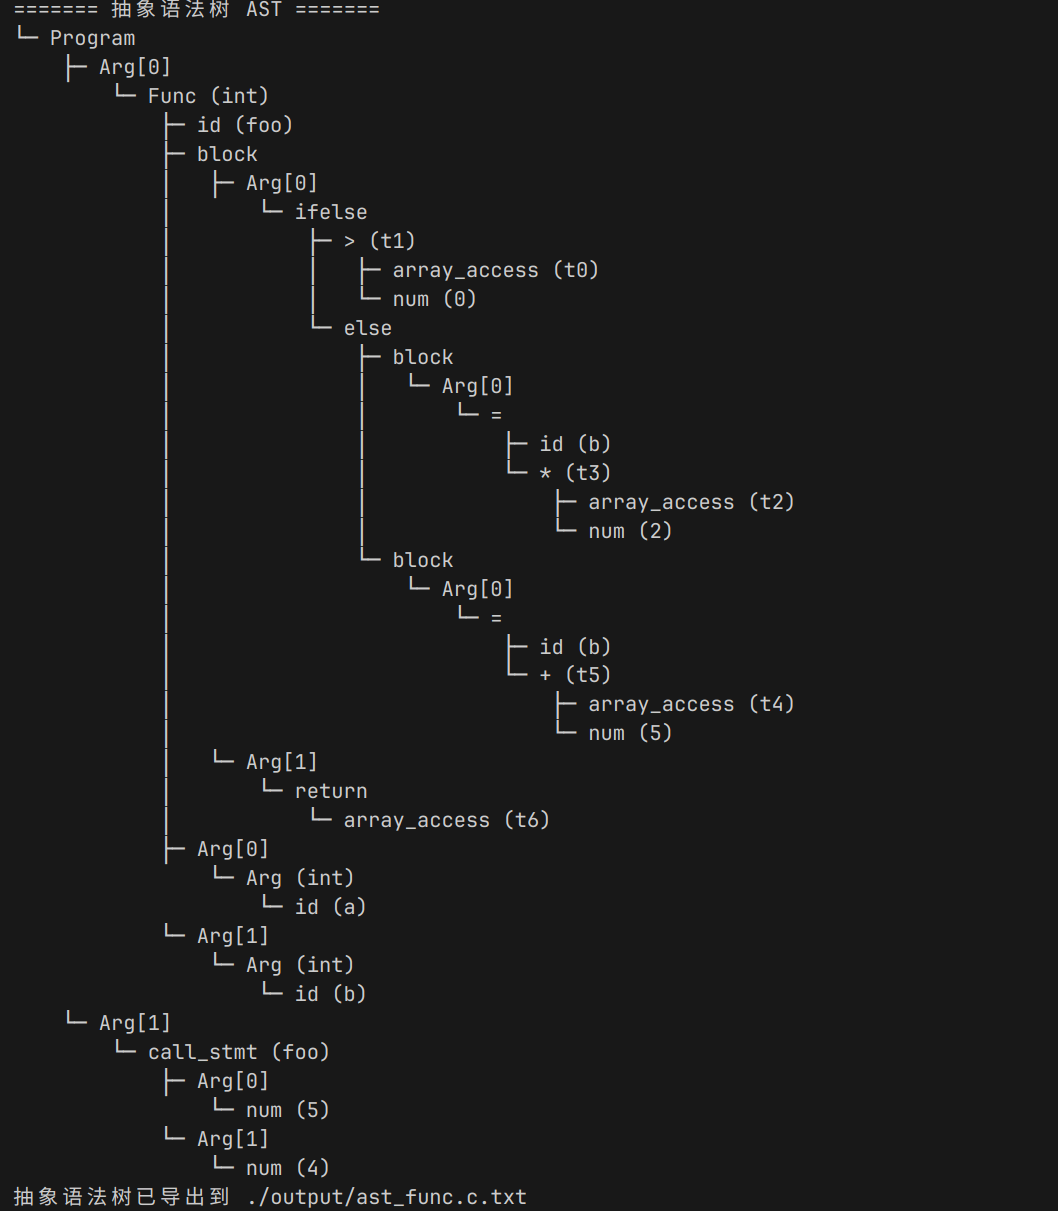 ======= 抽象语法树 AST =======
└─ Program
    ├─ Arg[0]
        └─ Func (int)
            ├─ id (foo)
            ├─ block
            │   ├─ Arg[0]
            │       └─ ifelse
            │           ├─ > (t1)
            │           │   ├─ array_access (t0)
            │           │   └─ num (0)
            │           └─ else
            │               ├─ block
            │               │   └─ Arg[0]
            │               │       └─ =
            │               │           ├─ id (b)
            │               │           └─ * (t3)
            │               │               ├─ array_access (t2)
            │               │               └─ num (2)
            │               └─ block
            │                   └─ Arg[0]
            │                       └─ =
            │                           ├─ id (b)
            │                           └─ + (t5)
            │                               ├─ array_access (t4)
            │                               └─ num (5)
            │   └─ Arg[1]
            │       └─ return
            │           └─ array_access (t6)
            ├─ Arg[0]
                └─ Arg (int)
                    └─ id (a)
            └─ Arg[1]
                └─ Arg (int)
                    └─ id (b)
    └─ Arg[1]
        └─ call_stmt (foo)
            ├─ Arg[0]
                └─ num (5)
            └─ Arg[1]
                └─ num (4)
抽象语法树已导出到 ./output/ast_func.c.txt